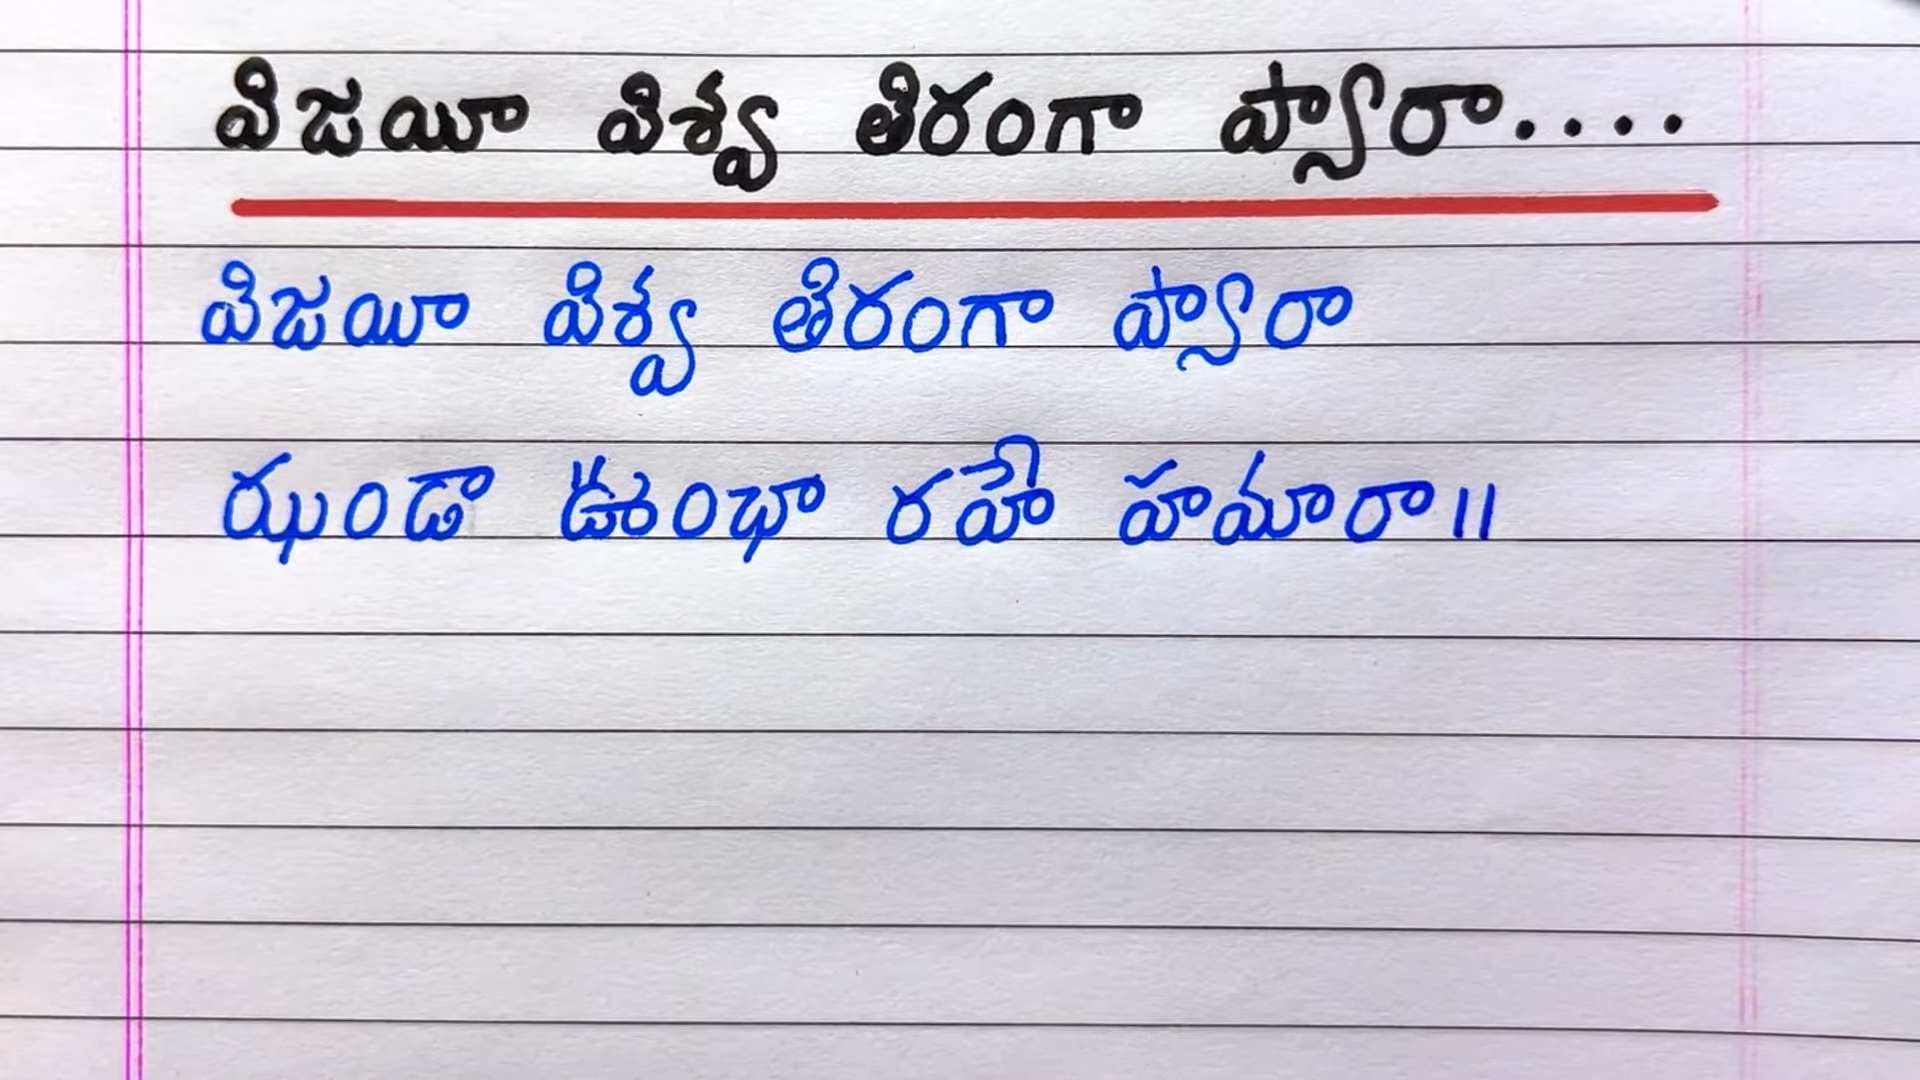 విజయీ విశ్వ తిరంగా ప్యారా....
విజయీ విశ్వ తిరంగా ప్యారా
ఝండా ఊంఛా రహే హమారా॥